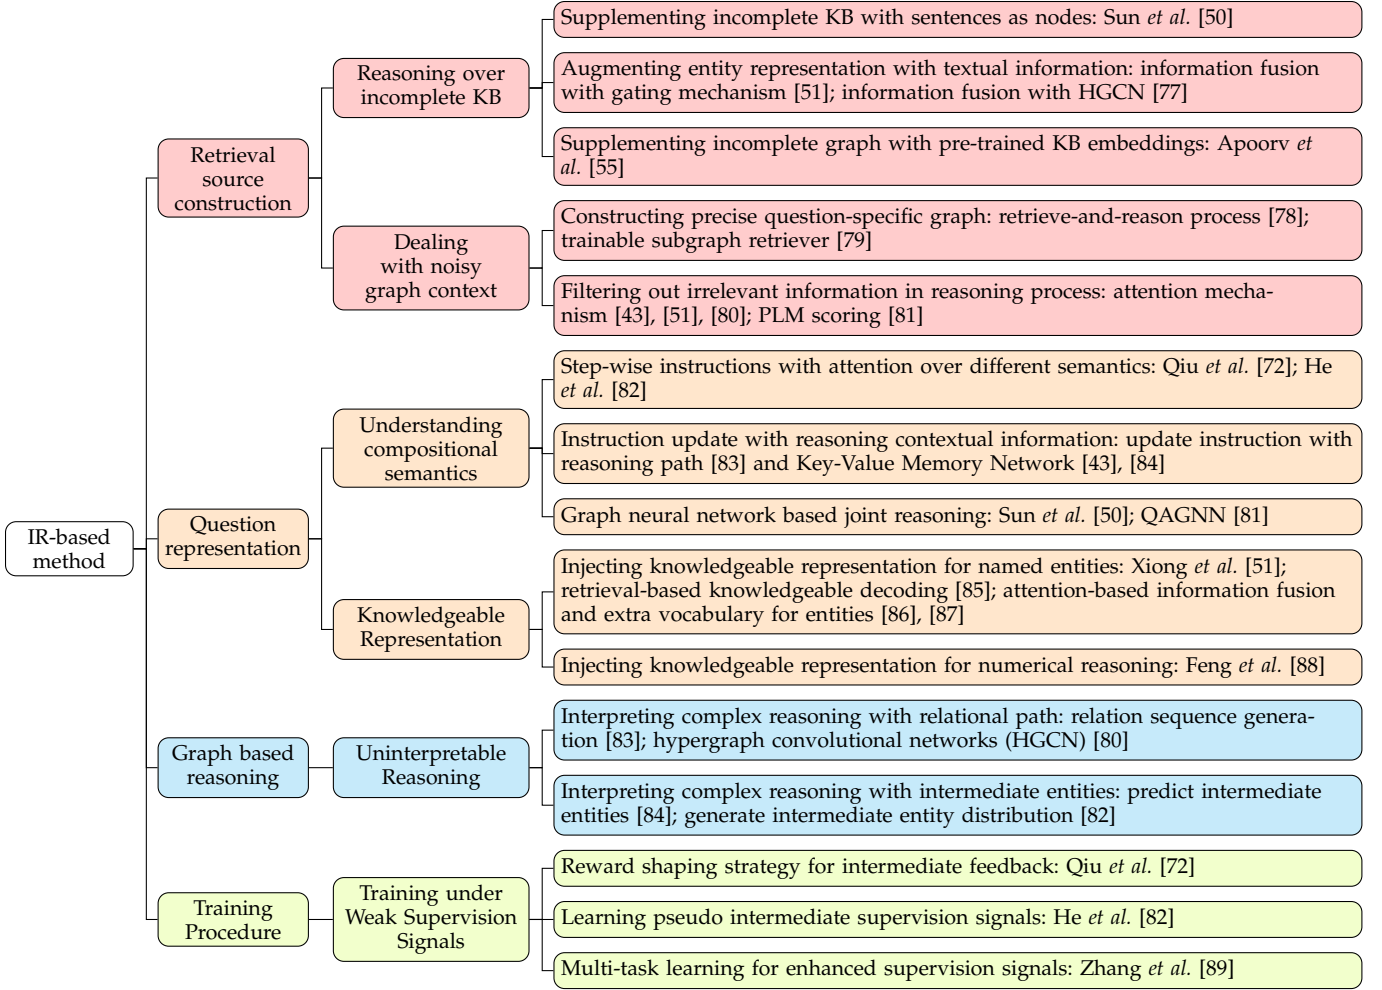 IR-based
method
Retrieval
source
construction
Reasoning over
incomplete KB
Supplementing incomplete KB with sentences as nodes: Sun et al. [50]
Augmenting entity representation with textual information: information fusion
with gating mechanism [51]; information fusion with HGCN [77]
Supplementing incomplete graph with pre-trained KB embeddings: Apoorv et
al. [55]
Dealing
with noisy
graph context
Constructing precise question-specific graph: retrieve-and-reason process [78];
trainable subgraph retriever [79]
Filtering out irrelevant information in reasoning process: attention mecha-
nism [43], [51], [80]; PLM scoring [81]
Question
representation
Understanding
compositional
semantics
Step-wise instructions with attention over different semantics: Qiu et al. [72]; He
et al. [82]
Instruction update with reasoning contextual information: update instruction with
reasoning path [83] and Key-Value Memory Network [43], [84]
Graph neural network based joint reasoning: Sun et al. [50]; QAGNN [81]
Knowledgeable
Representation
Injecting knowledgeable representation for named entities: Xiong et al. [51];
retrieval-based knowledgeable decoding [85]; attention-based information fusion
and extra vocabulary for entities [86], [87]
Injecting knowledgeable representation for numerical reasoning: Feng et al. [88]
Graph based
reasoning
Uninterpretable
Reasoning
Interpreting complex reasoning with relational path: relation sequence genera-
tion [83]; hypergraph convolutional networks (HGCN) [80]
Interpreting complex reasoning with intermediate entities: predict intermediate
entities [84]; generate intermediate entity distribution [82]
Training
Procedure
Training under
Weak Supervision
Signals
Reward shaping strategy for intermediate feedback: Qiu et al. [72]
Learning pseudo intermediate supervision signals: He et al. [82]
Multi-task learning for enhanced supervision signals: Zhang et al. [89]